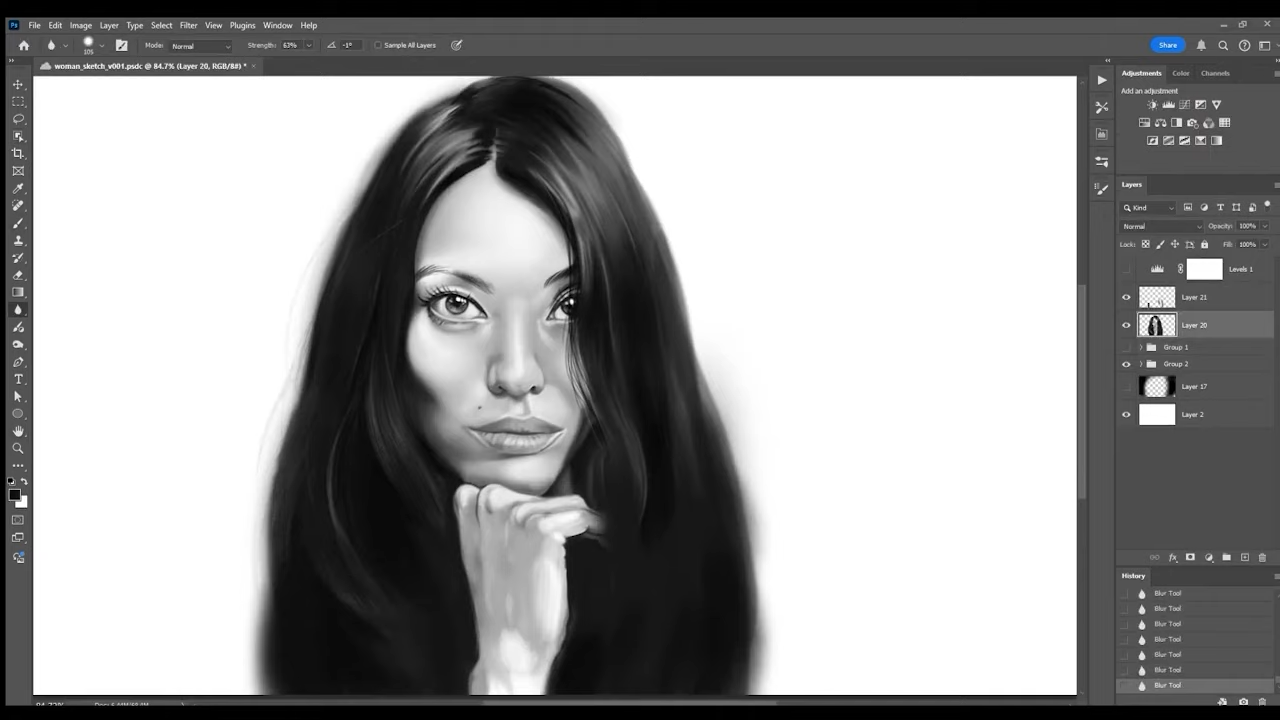 Ps File Edit Image Layer Type Select Filter View Plugins Window Help
105 Mode: Normal Strength: 63% -1° Sample All Layers Share
woman_sketch_v001.psdc @ 84.7% (Layer 20, RGB/8#) *
Adjustments Color Channels
Add an adjustment
Layers
Kind
Normal Opacity: 100%
Lock: Fill: 100%
Levels 1
Layer 21
Layer 20
Group 1
Group 2
Layer 17
Layer 2
History
Blur Tool
Blur Tool
Blur Tool
Blur Tool
Blur Tool
Blur Tool
Blur Tool